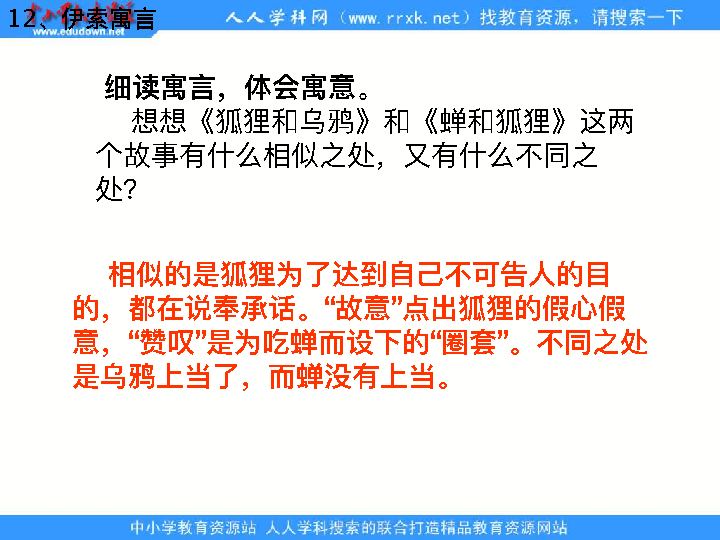 12、伊索寓言
www.edudown.net
人人学科网（www.rrxk.net）找教育资源，请搜索一下
细读寓言，体会寓意。
想想《狐狸和乌鸦》和《蝉和狐狸》这两
个故事有什么相似之处，又有什么不同之
处？
相似的是狐狸为了达到自己不可告人的目
的，都在说奉承话。“故意”点出狐狸的假心假
意，“赞叹”是为吃蝉而设下的“圈套”。不同之处
是乌鸦上当了，而蝉没有上当。
中小学教育资源站 人人学科搜索的联合打造精品教育资源网站